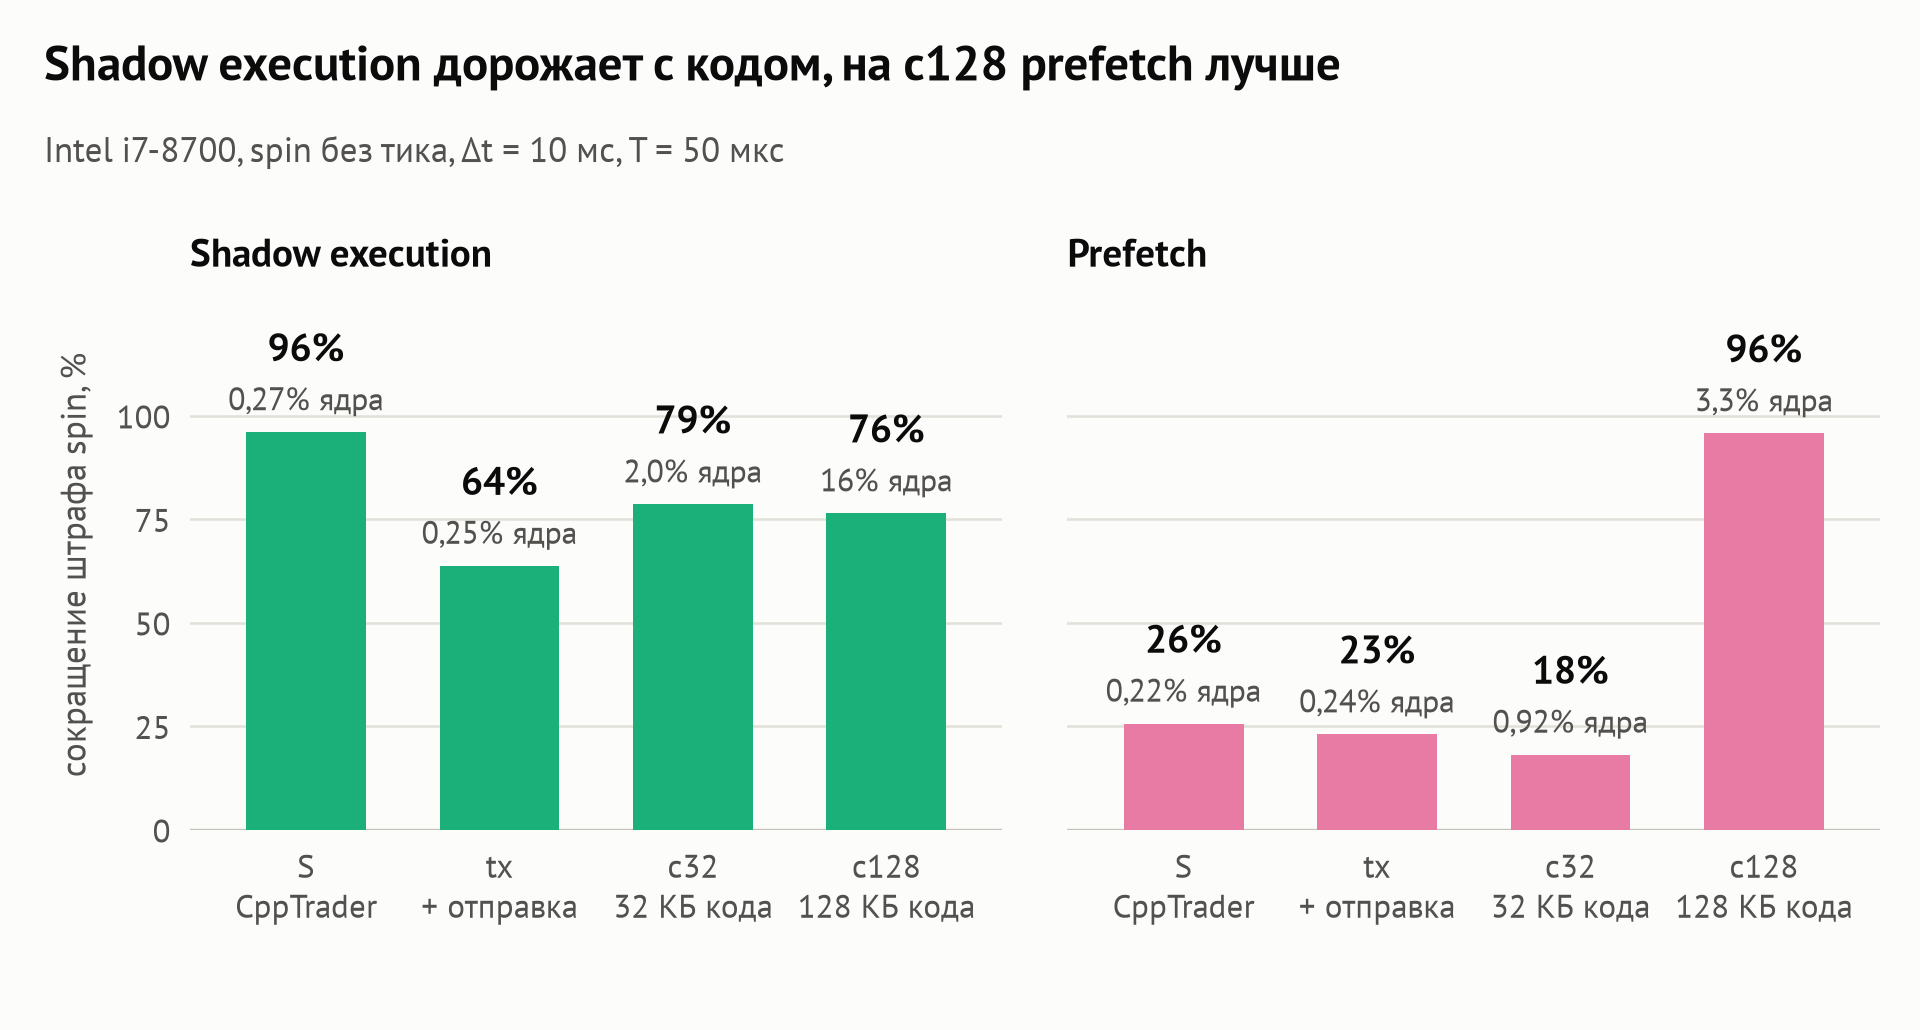 Shadow execution дорожает с кодом, на c128 prefetch лучше
Intel i7-8700, spin без тика, Δt = 10 мс, T = 50 мкс
Shadow execution
сокращение штрафа spin, %
100
75
50
25
0
96%
0,27% ядра
64%
0,25% ядра
79%
2,0% ядра
76%
16% ядра
S
CppTrader
tx
+ отправка
c32
32 КБ кода
c128
128 КБ кода
Prefetch
26%
0,22% ядра
23%
0,24% ядра
18%
0,92% ядра
96%
3,3% ядра
S
CppTrader
tx
+ отправка
c32
32 КБ кода
c128
128 КБ кода